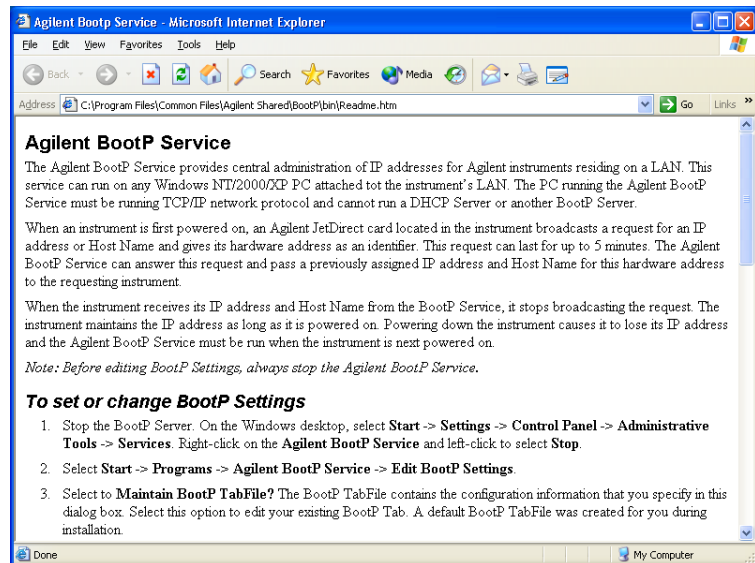 Agilent Bootp Service - Microsoft Internet Explorer
File Edit View Favorites Tools Help
Back Search Favorites Media
Address C:\Program Files\Common Files\Agilent Shared\BootP\bin\Readme.htm Go Links »
Agilent BootP Service
The Agilent BootP Service provides central administration of IP addresses for Agilent instruments residing on a LAN. This
service can run on any Windows NT/2000/XP PC attached tot the instrument's LAN. The PC running the Agilent BootP
Service must be running TCP/IP network protocol and cannot run a DHCP Server or another BootP Server.
When an instrument is first powered on, an Agilent JetDirect card located in the instrument broadcasts a request for an IP
address or Host Name and gives its hardware address as an identifier. This request can last for up to 5 minutes. The Agilent
BootP Service can answer this request and pass a previously assigned IP address and Host Name for this hardware address
to the requesting instrument.
When the instrument receives its IP address and Host Name from the BootP Service, it stops broadcasting the request. The
instrument maintains the IP address as long as it is powered on. Powering down the instrument causes it to lose its IP address
and the Agilent BootP Service must be run when the instrument is next powered on.
Note: Before editing BootP Settings, always stop the Agilent BootP Service.
To set or change BootP Settings
1. Stop the BootP Server. On the Windows desktop, select Start -> Settings -> Control Panel -> Administrative
Tools -> Services. Right-click on the Agilent BootP Service and left-click to select Stop.
2. Select Start -> Programs -> Agilent BootP Service -> Edit BootP Settings.
3. Select to Maintain BootP TabFile? The BootP TabFile contains the configuration information that you specify in this
dialog box. Select this option to edit your existing BootP Tab. A default BootP TabFile was created for you during
installation.
Done My Computer